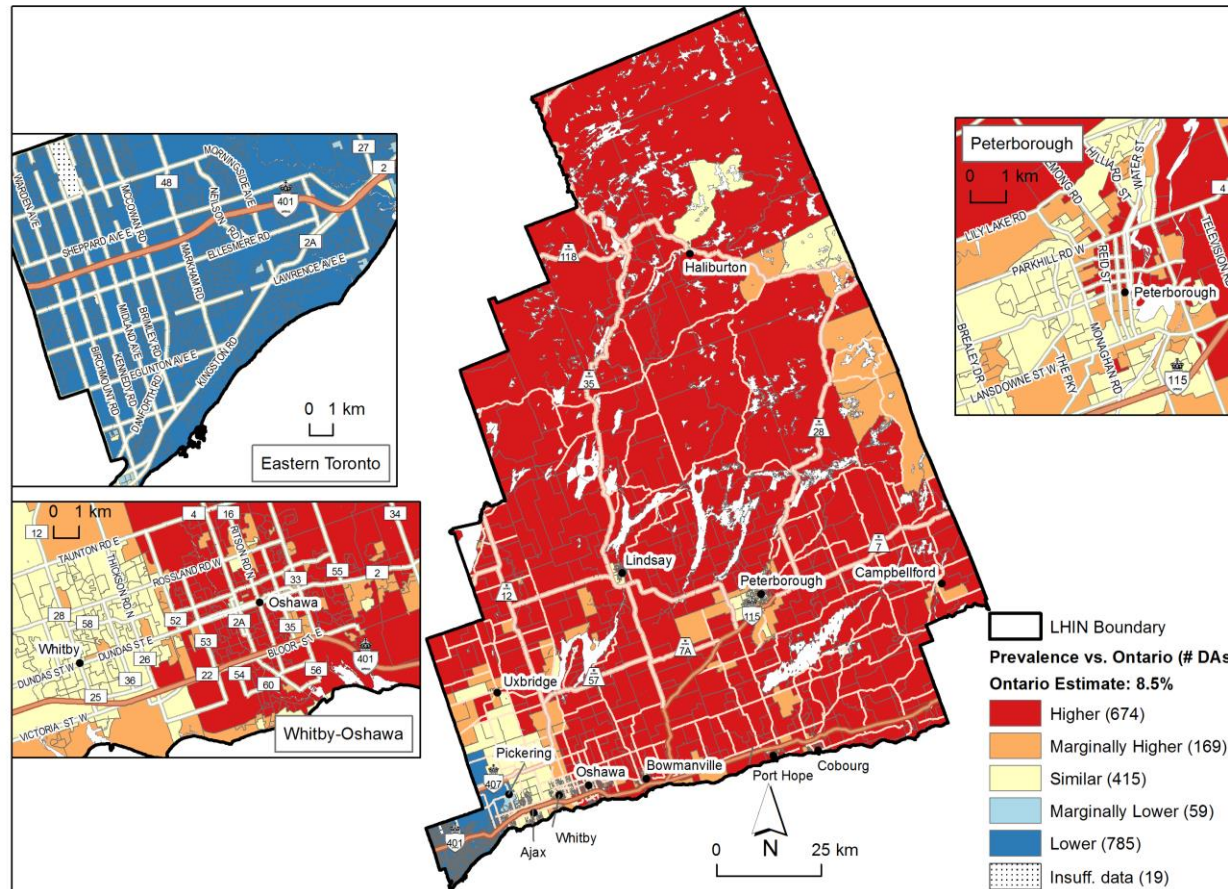 27
2
WARDEN AVE
MORNINGSIDE AVE
48
MCCOWAN RD
NEILSON RD
401
SHEPPARD AVE E
ELLESMERE RD
2A
MARKHAM RD
LAWRENCE AVE E
BRIMLEY RD
MIDLAND AVE
KENNEDY RD
BIRCHMOUNT RD
EGLINTON AVE E
DANFORTH RD
KINGSTON RD
0 1 km
Eastern Toronto
0 1 km
12
4
16
34
TAUNTON RD E
THICKSON RD N
ROSSLAND RD W
RITSON RD N
33
55
2
28
58
52
Oshawa
2A
Whitby
DUNDAS ST E
53
35
BLOOR ST E
DUNDAS ST W
26
36
22
54
401
25
60
56
VICTORIA ST W
Whitby-Oshawa
118
Haliburton
35
28
Lindsay
7
12
Peterborough
Campbellford
115
7A
57
Uxbridge
Pickering
407
Oshawa
Bowmanville
Cobourg
Port Hope
401
Whitby
Ajax
N
0 25 km
Peterborough
0 1 km
HILLIARD ST
WATER ST
4
LILY LAKE RD
PARKHILL RD W
REID ST
Peterborough
BREALEY DR
MONAGHAN RD
THE PKY
LANSDOWNE ST W
115
LHIN Boundary
Prevalence vs. Ontario (# DAs
Ontario Estimate: 8.5%
Higher (674)
Marginally Higher (169)
Similar (415)
Marginally Lower (59)
Lower (785)
Insuff. data (19)